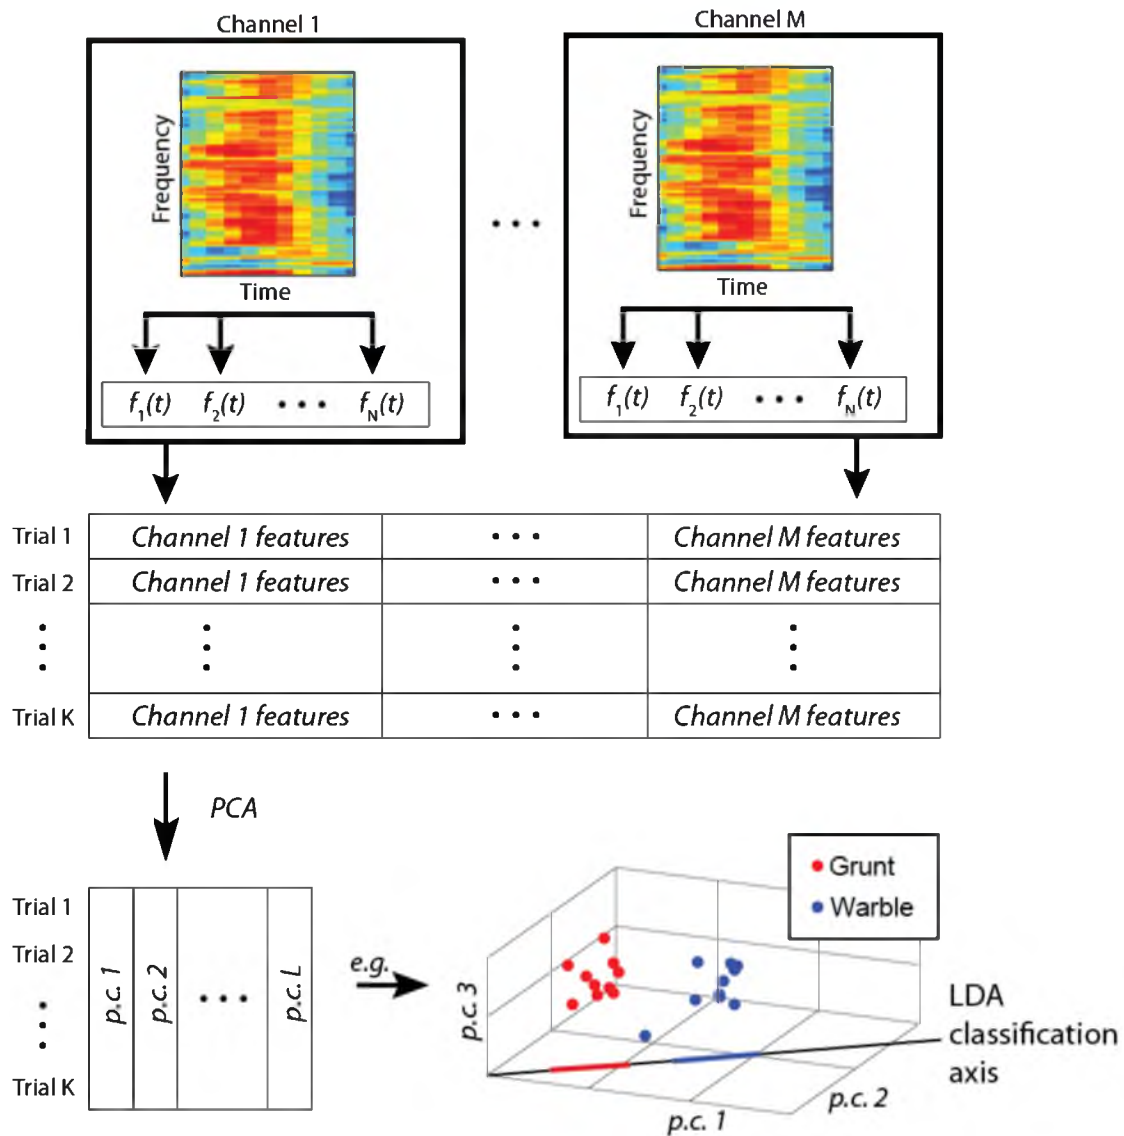 Channel 1
Channel M
Frequency
Frequency
Time
Time
f1(t) f2(t) • • • fN(t)
f1(t) f2(t) • • • fN(t)
Trial 1 Channel 1 features • • • Channel M features
Trial 2 Channel 1 features • • • Channel M features
Trial K Channel 1 features • • • Channel M features
PCA
Grunt
Warble
Trial 1
Trial 2
Trial K
p.c. 1
p.c. 2
• • •
p.c. L
e.g.
p.c. 3
p.c. 1
p.c. 2
LDA
classification
axis